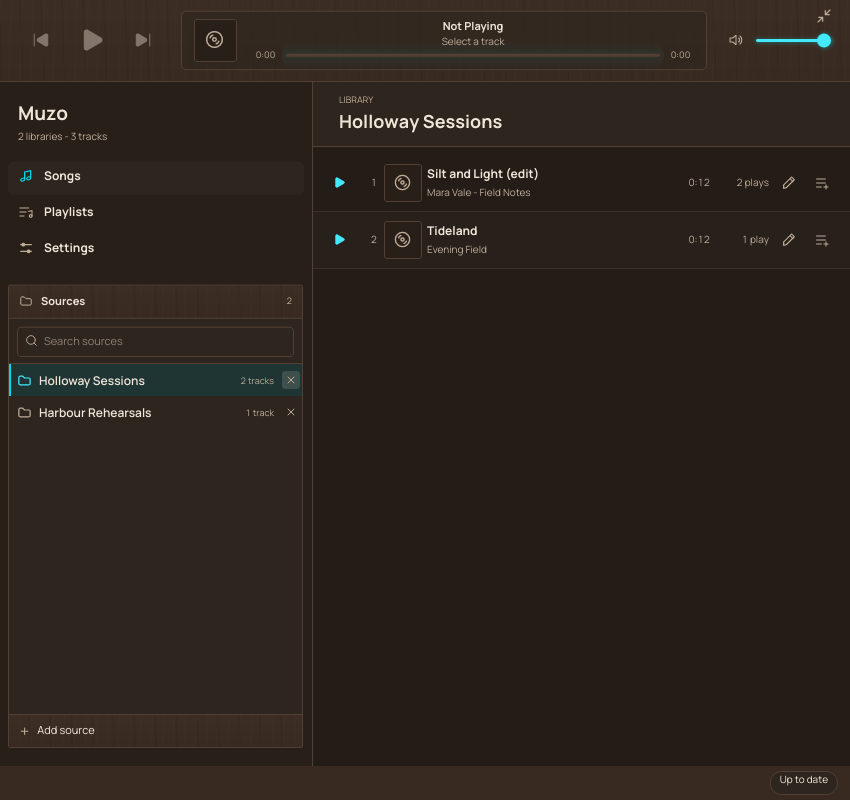 Not Playing
Select a track
0:00
0:00
Muzo
2 libraries - 3 tracks
Songs
Playlists
Settings
Sources
2
Search sources
Holloway Sessions
2 tracks
Harbour Rehearsals
1 track
Add source
LIBRARY
Holloway Sessions
1
Silt and Light (edit)
Mara Vale - Field Notes
0:12
2 plays
2
Tideland
Evening Field
0:12
1 play
Up to date